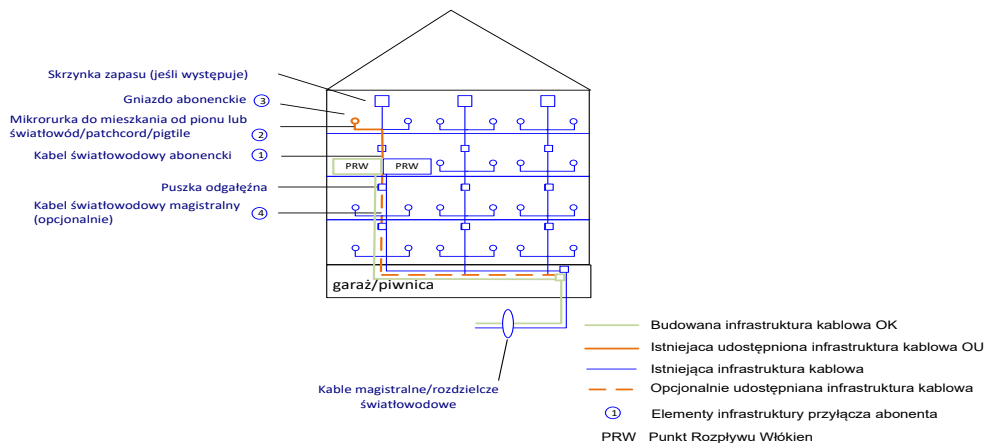 Skrzynka zapasu (jeśli występuje)
Gniazdo abonenckie 3
Mikrorurka do mieszkania od pionu lub
światłowód/patchcord/pigtile 2
Kabel światłowodowy abonencki 1
PRW PRW
Puszka odgałęźna
Kabel światłowodowy magistralny
(opcjonalnie) 4
garaż/piwnica
Kable magistralne/rozdzielcze
światłowodowe
Budowana infrastruktura kablowa OK
Istniejaca udostępniona infrastruktura kablowa OU
Istniejąca infrastruktura kablowa
Opcjonalnie udostępniana infrastruktura kablowa
1 Elementy infrastruktury przyłącza abonenta
PRW Punkt Rozpływu Włókien